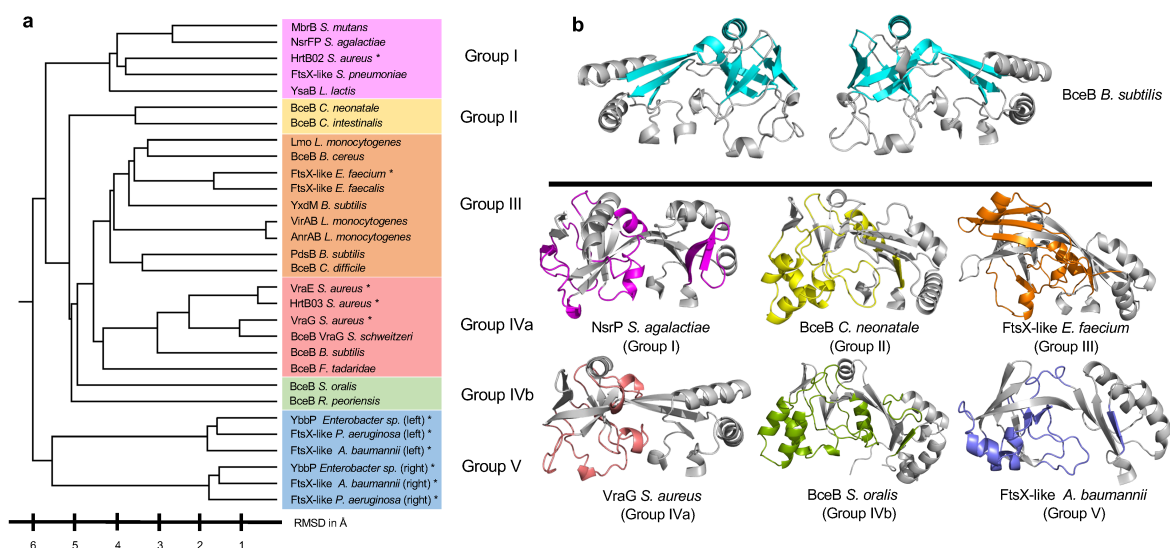 a
MbrB S. mutans
NsrFP S. agalactiae
HrtB02 S. aureus *
FtsX-like S. pneumoniae
YsaB L. lactis
Group I
BceB C. neonatale
BceB C. intestinalis
Group II
Lmo L. monocytogenes
BceB B. cereus
FtsX-like E. faecium *
FtsX-like E. faecalis
YxdM B. subtilis
VirAB L. monocytogenes
AnrAB L. monocytogenes
PdsB B. subtilis
BceB C. difficile
Group III
VraE S. aureus *
HrtB03 S. aureus *
VraG S. aureus *
BceB VraG S. schweitzeri
BceB B. subtilis
BceB F. tadaridae
Group IVa
BceB S. oralis
BceB R. peoriensis
Group IVb
YbbP Enterobacter sp. (left) *
FtsX-like P. aeruginosa (left) *
FtsX-like A. baumannii (left) *
YbbP Enterobacter sp. (right) *
FtsX-like A. baumannii (right) *
FtsX-like P. aeruginosa (right) *
Group V
RMSD in Å
6 5 4 3 2 1
b
BceB B. subtilis
NsrP S. agalactiae
(Group I)
BceB C. neonatale
(Group II)
FtsX-like E. faecium
(Group III)
VraG S. aureus
(Group IVa)
BceB S. oralis
(Group IVb)
FtsX-like A. baumannii
(Group V)